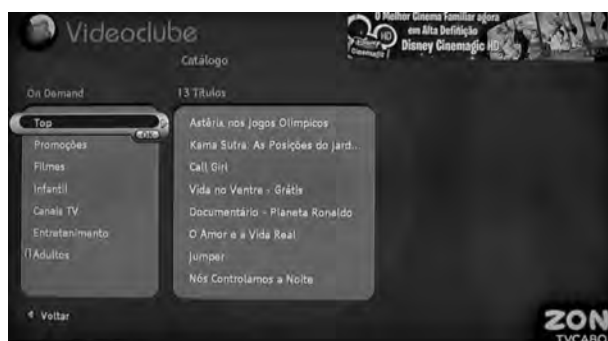 Videoclube
O Melhor Cinema Familiar agora
em Alta Definição
Disney Cinemagic HD
Catálogo
On Demand
13 Títulos
Top
OK
Promoções
Filmes
Infantil
Canais TV
Entretenimento
Adultos
Astérix nos Jogos Olímpicos
Kama Sutra. As Posições do jard...
Call Girl
Vida no Ventre - Grátis
Documentário - Planeta Ronaldo
O Amor e a Vida Real
Jumper
Nós Controlamos a Noite
Voltar
ZON
TVCABO